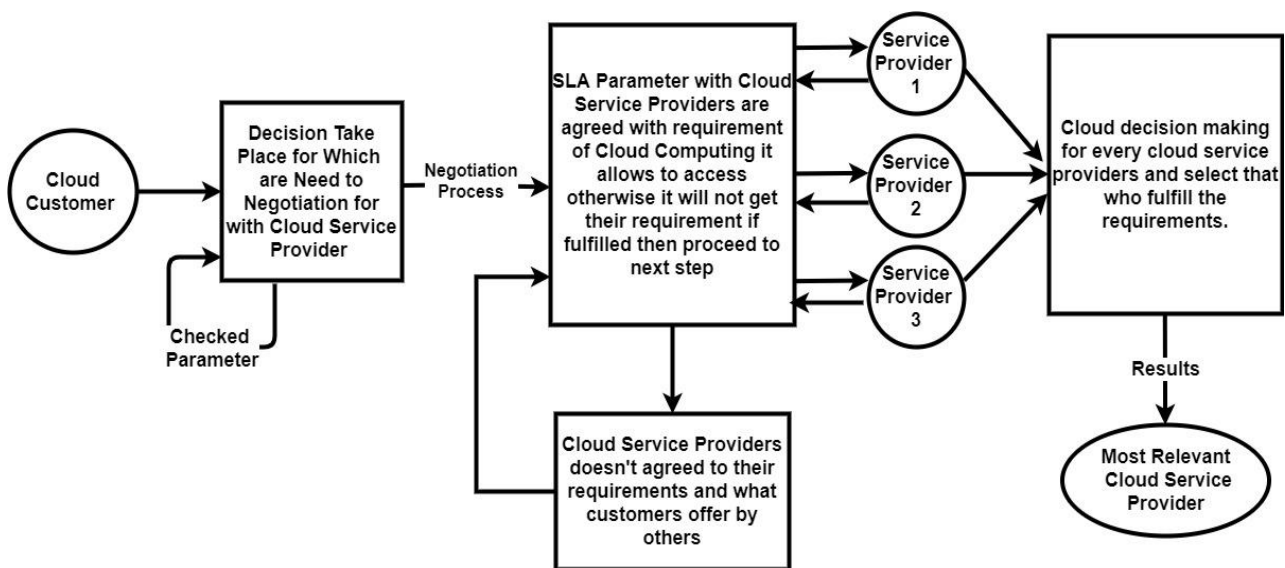 Cloud
Customer
Decision Take
Place for Which
are Need to
Negotiation for
with Cloud Service
Provider
Checked
Parameter
Negotiation
Process
SLA Parameter with Cloud
Service Providers are
agreed with requirement
of Cloud Computing it
allows to access
otherwise it will not get
their requirement if
fulfilled then proceed to
next step
Cloud Service Providers
doesn't agreed to their
requirements and what
customers offer by
others
Service
Provider
1
Service
Provider
2
Service
Provider
3
Cloud decision making
for every cloud service
providers and select that
who fulfill the
requirements.
Results
Most Relevant
Cloud Service
Provider